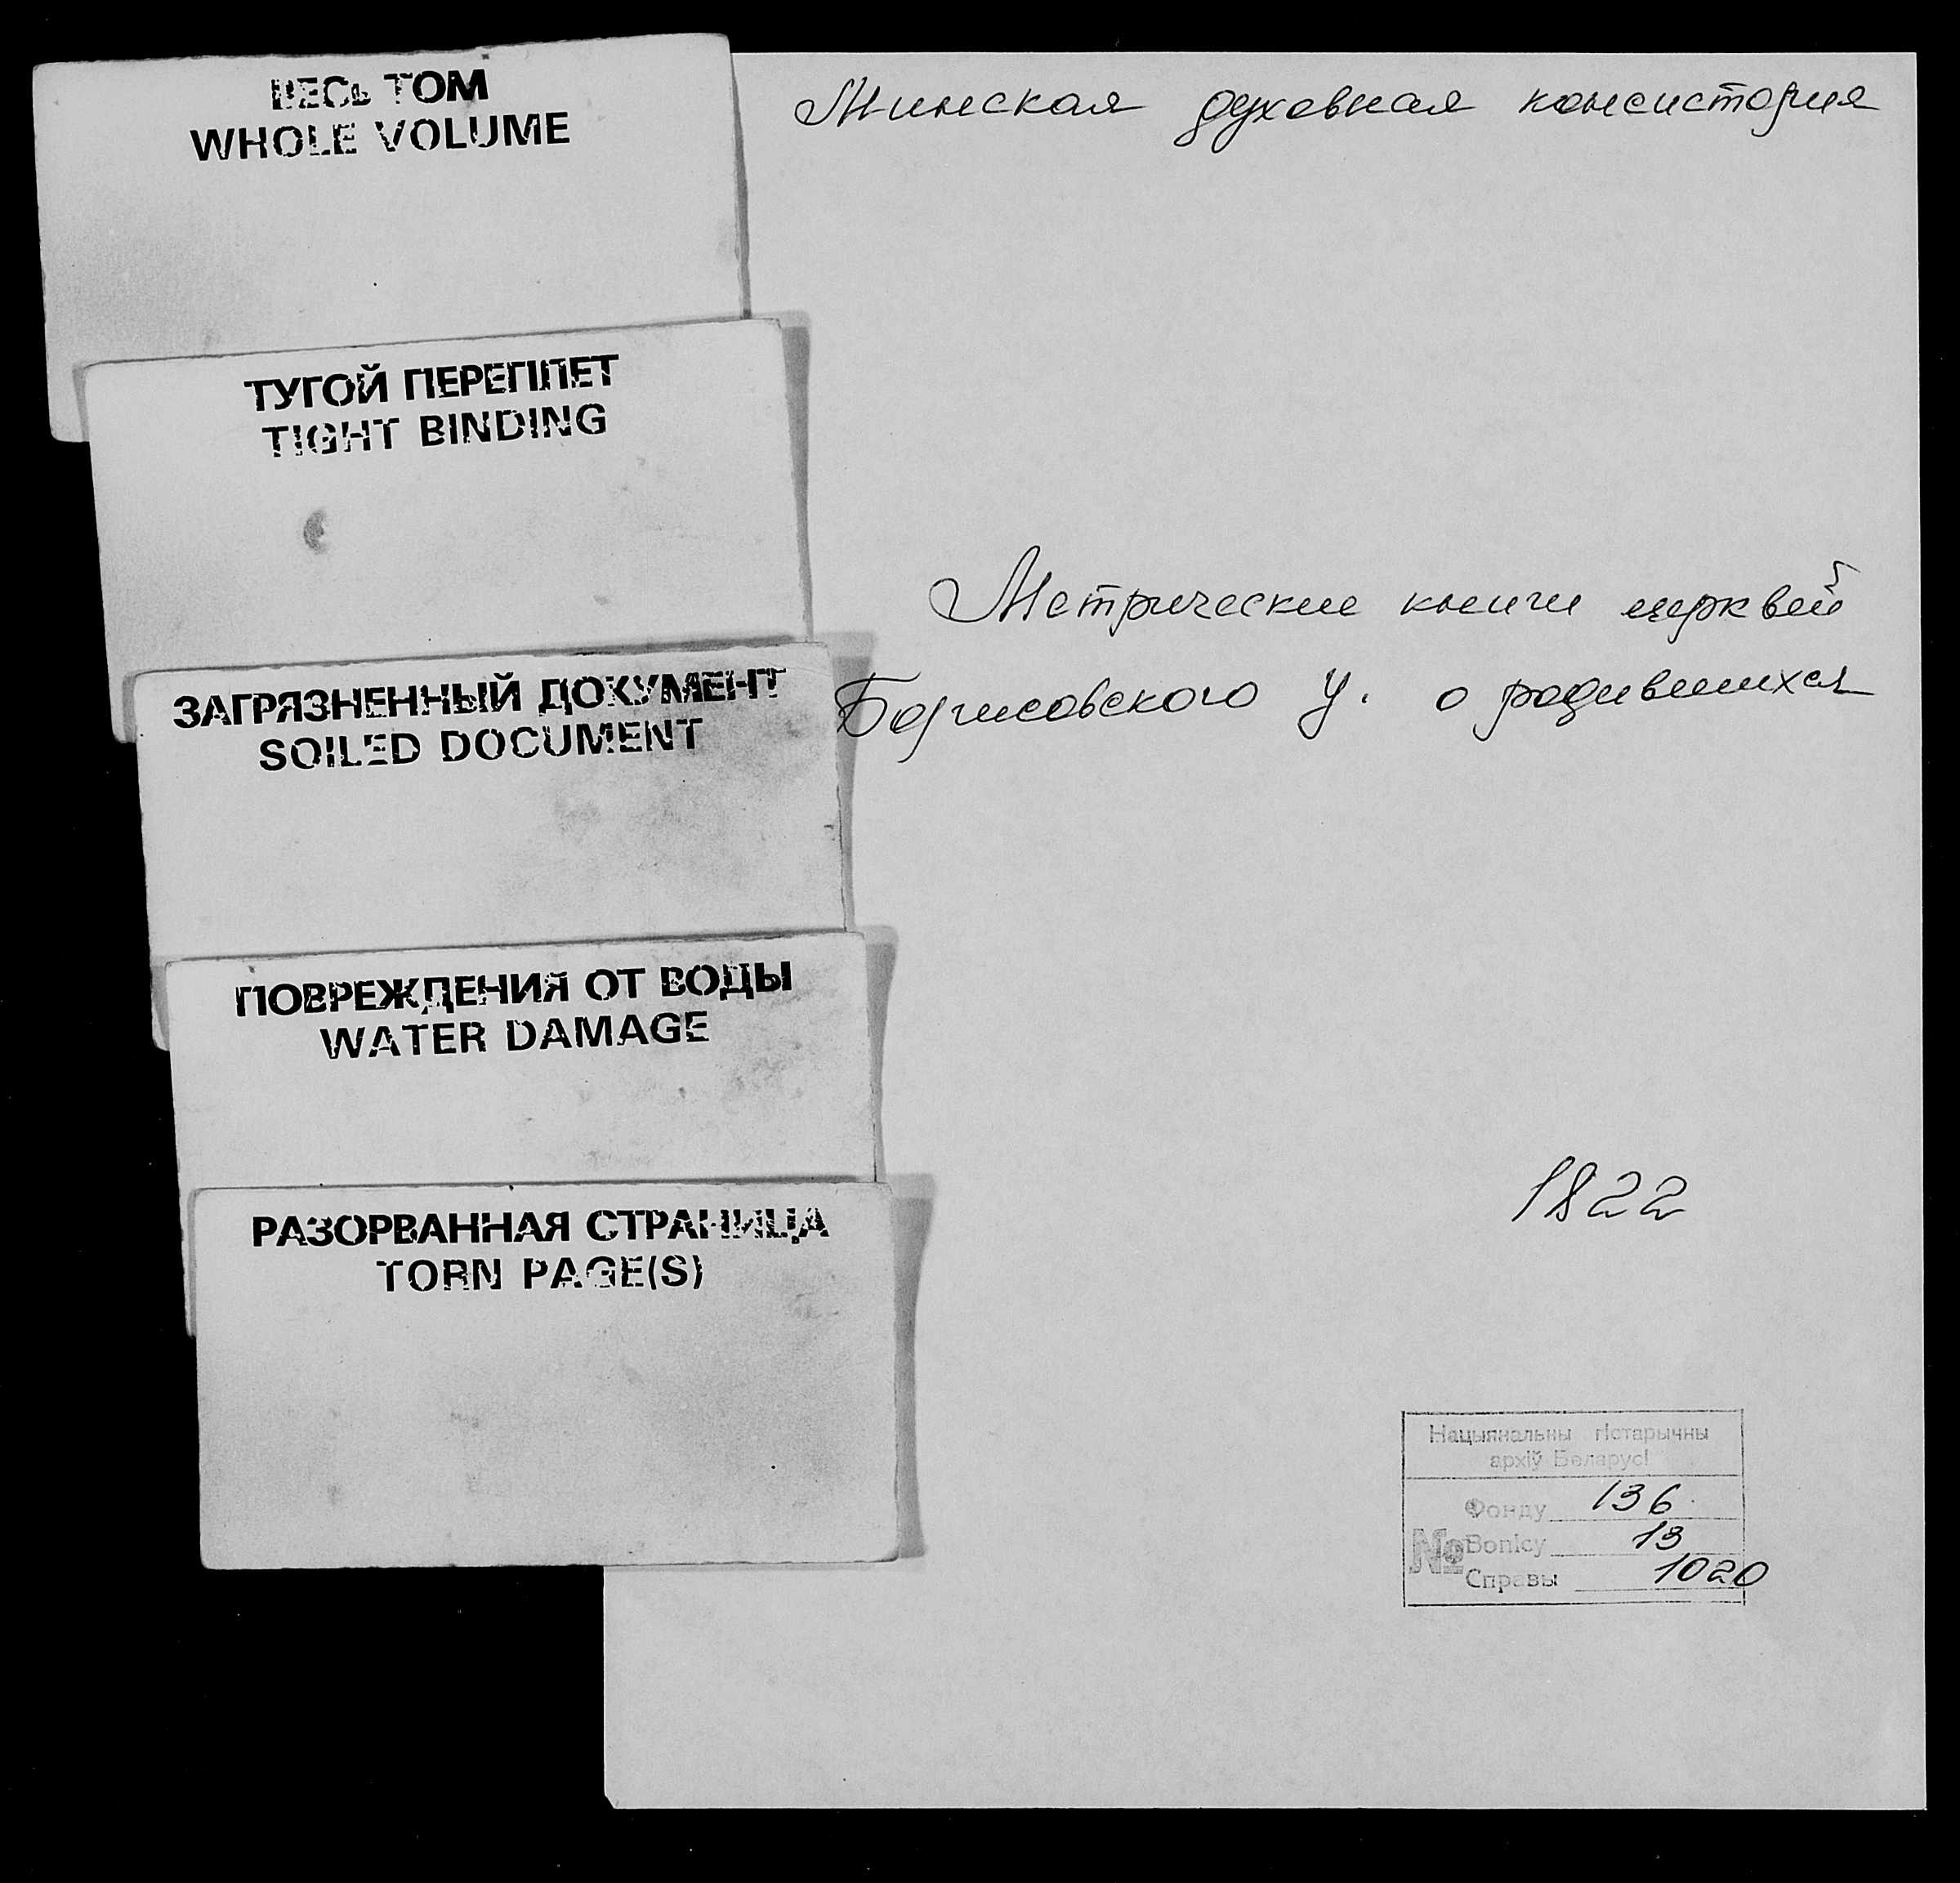 ВЕСЬ ТОМ
WHOLE VOLUME
ТУГОЙ ПЕРЕПЛЕТ
TIGHT BINDING
ЗАГРЯЗНЕННЫЙ ДОКУМЕНТ
SOILED DOCUMENT
ПОВРЕЖДЕНИЯ ОТ ВОДЫ
WATER DAMAGE
РАЗОРВАННАЯ СТРАНИЦА
TORN PAGE(S)
Минская духовная консистория
Метрические книги церквей
Борисовского у. о родившихся
1822
Нацыянальны гістарычны
архіў Беларусі
Фонду 136
№ Вопісу 13
Справы 1020